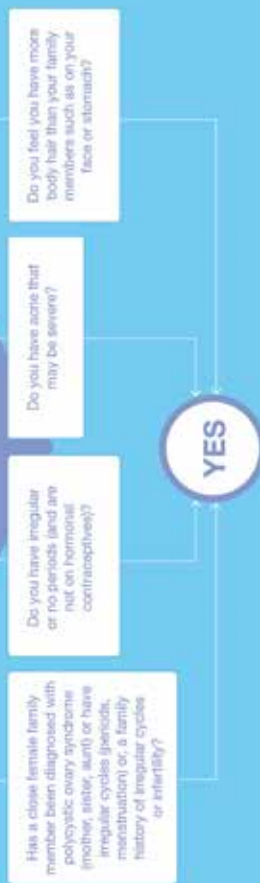 Has a close female family
member been diagnosed with
polycystic ovary syndrome
(mother, sister, aunt) or have
irregular cycles (periods,
menstruation) or, a family
history of irregular cycles
or infertility?
Do you have irregular
or no periods (and are
not on hormonal
contraceptives)?
Do you have acne that
may be severe?
Do you feel you have more
body hair than your family
members such as on your
face or stomach?
YES